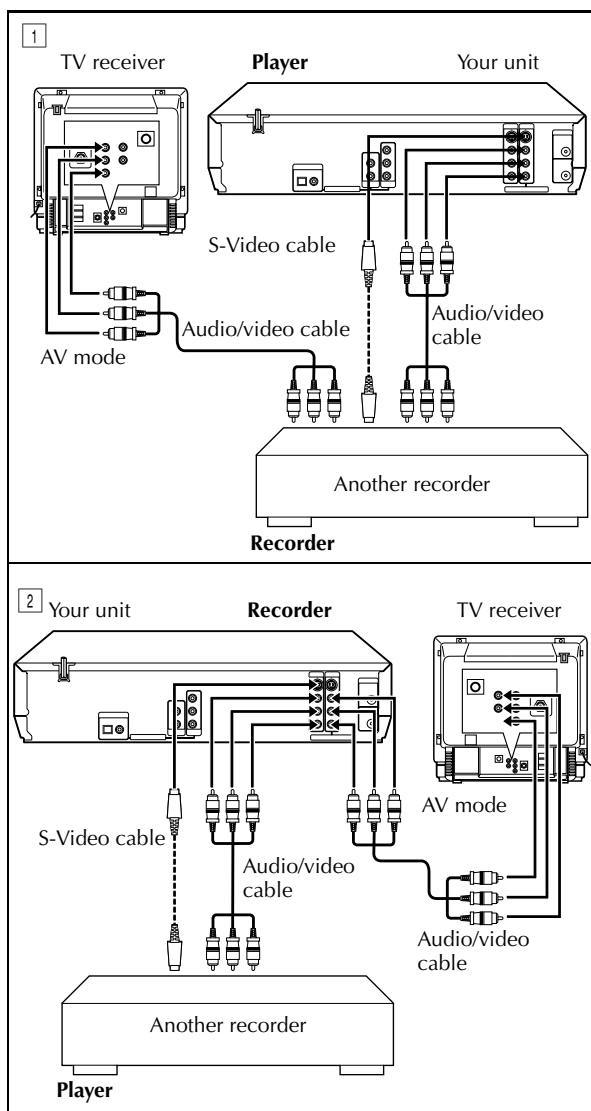 1
TV receiver
Player
Your unit
S-Video cable
Audio/video
cable
Audio/video cable
AV mode
Another recorder
Recorder
2
Your unit
Recorder
TV receiver
AV mode
S-Video cable
Audio/video
cable
Audio/video
cable
Another recorder
Player